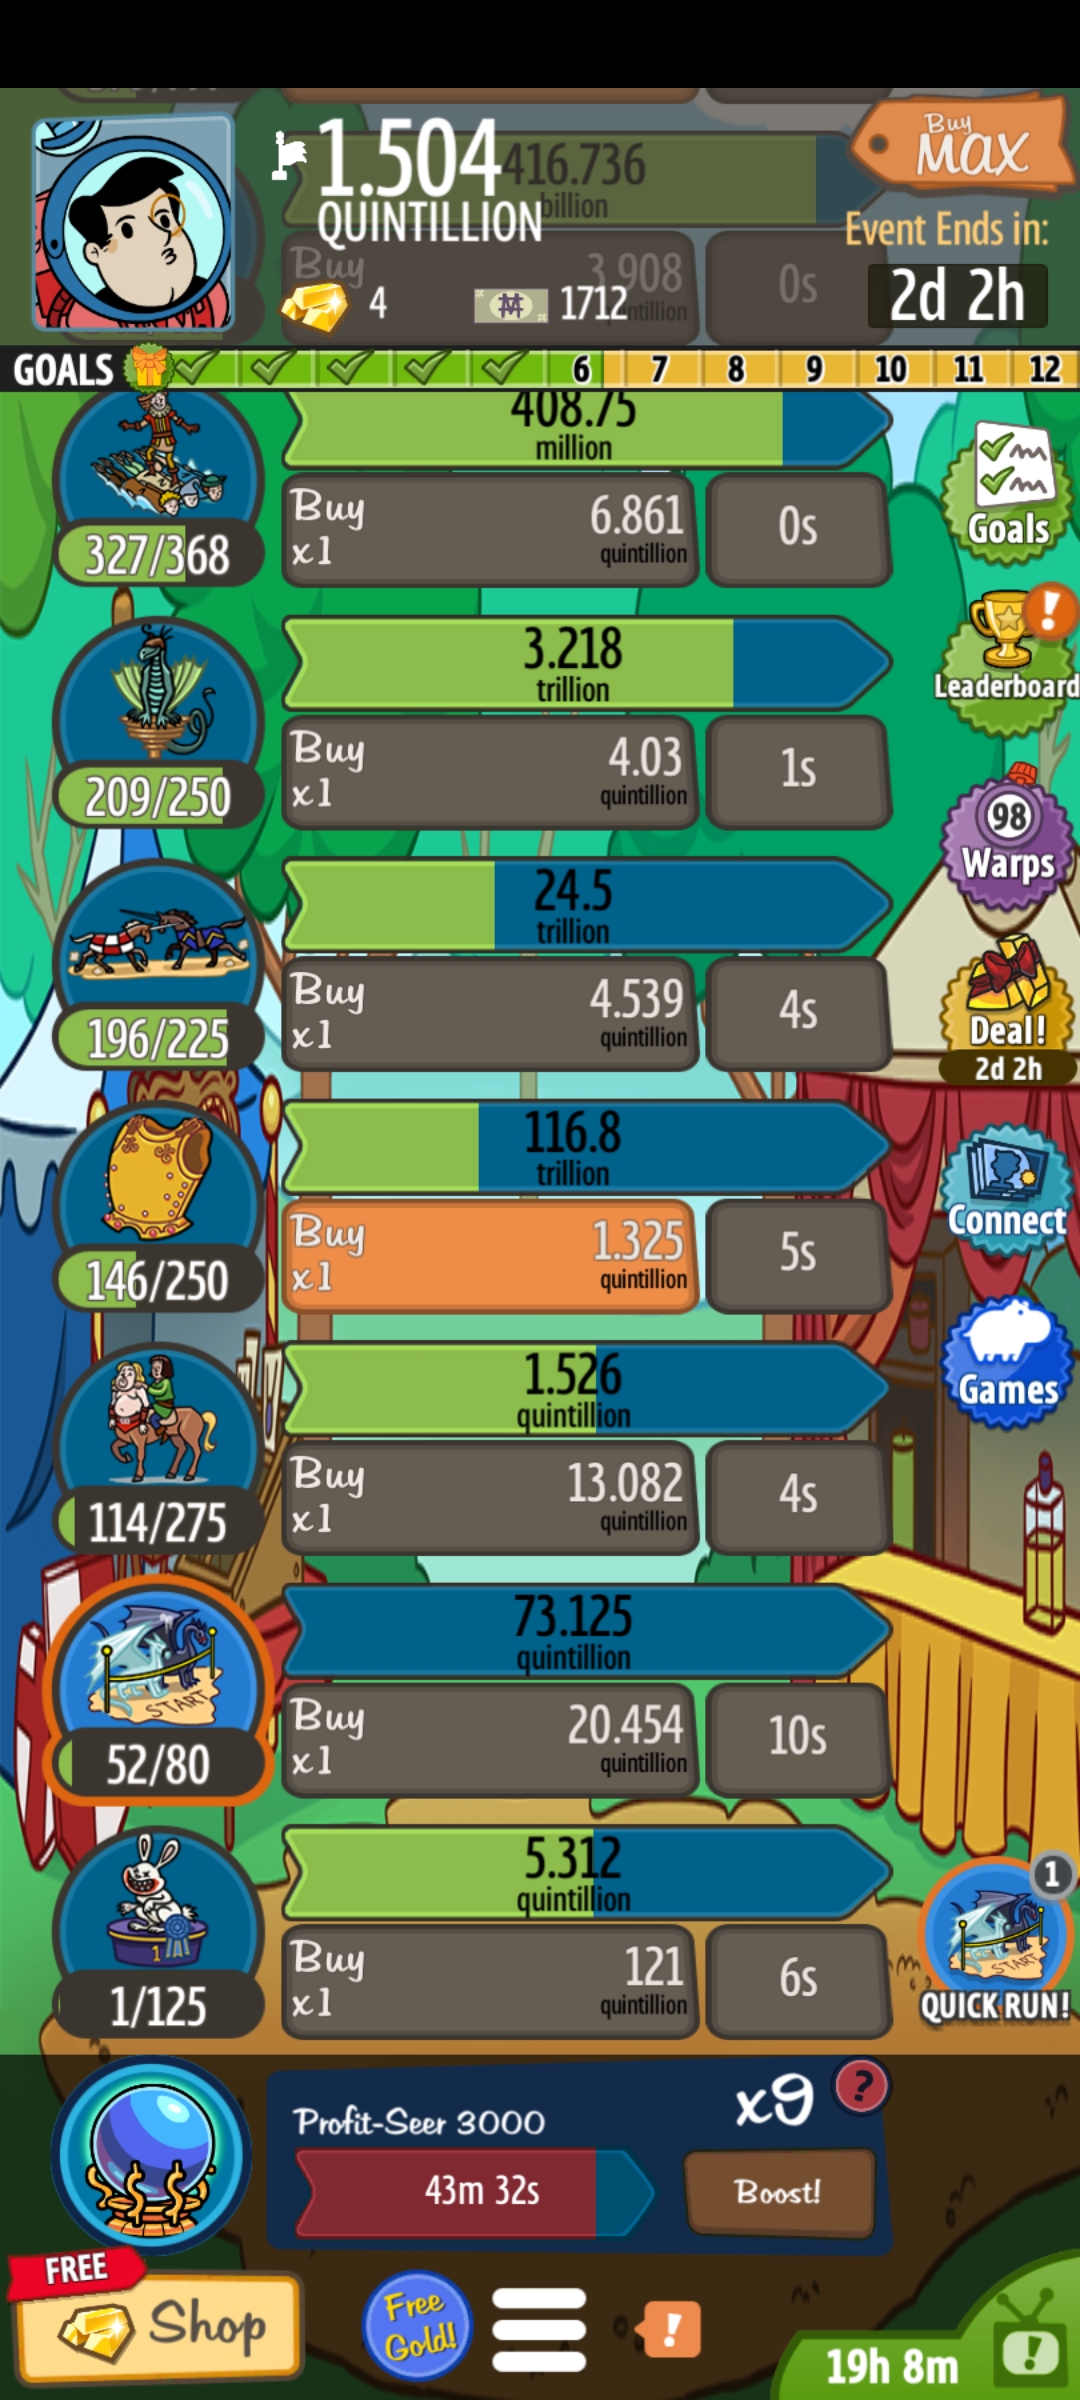 1.504
QUINTILLION
416.736
billion
Buy
MAX
Event Ends in:
2d 2h
Buy
3.908
0s
4
1712
GOALS
6 7 8 9 10 11 12
408.75
million
Buy
x1
6.861
quintillion
0s
327/368
3.218
trillion
Buy
x1
4.03
quintillion
1s
209/250
24.5
trillion
Buy
x1
4.539
quintillion
4s
196/225
116.8
trillion
Buy
x1
1.325
quintillion
5s
146/250
1.526
quintillion
Buy
x1
13.082
quintillion
4s
114/275
73.125
quintillion
Buy
x1
20.454
quintillion
10s
START
52/80
5.312
quintillion
Buy
x1
121
quintillion
6s
1
1/125
Goals
!
Leaderboard
98
Warps
Deal!
2d 2h
Connect
Games
1
START
QUICK RUN!
Profit-Seer 3000
x9
?
43m 32s
Boost!
FREE
Shop
Free
Gold!
!
19h 8m
!